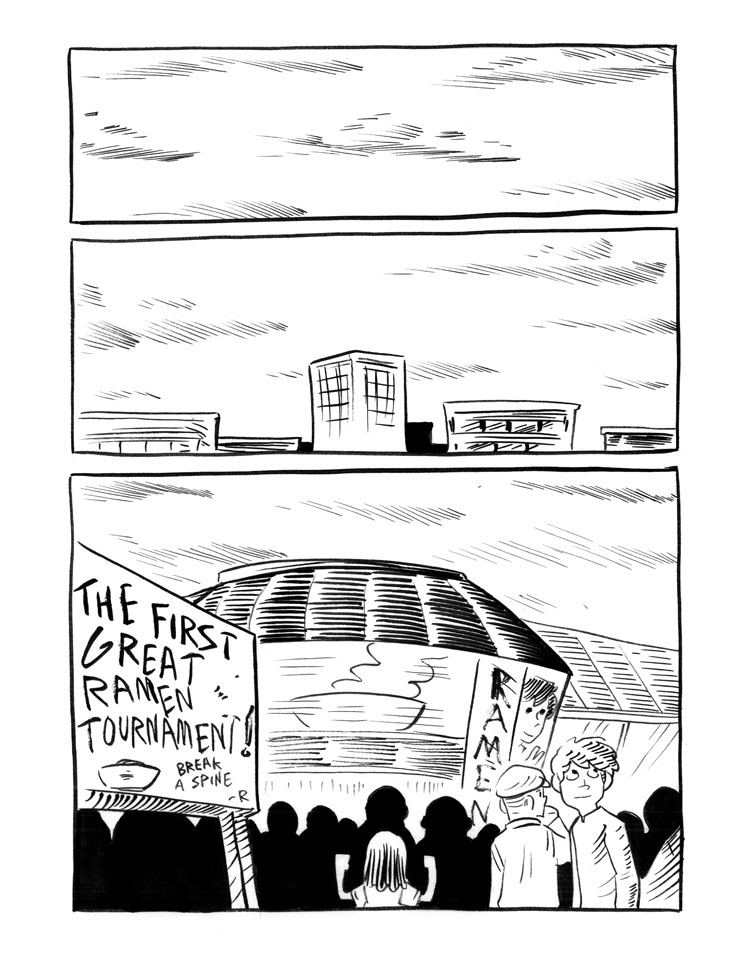 THE FIRST
GREAT
RAMEN
TOURNAMENT!
BREAK
A SPINE
-R
RAMEN